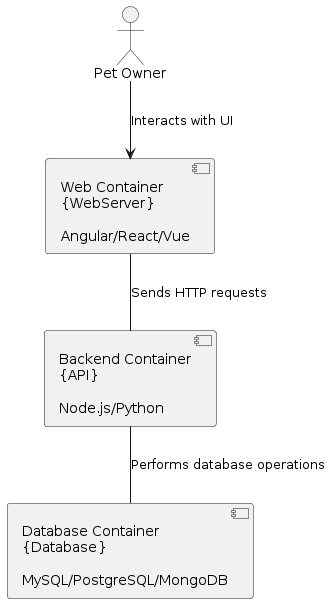 Pet Owner
Interacts with UI
Web Container
{WebServer}
Angular/React/Vue
Sends HTTP requests
Backend Container
{API}
Node.js/Python
Performs database operations
Database Container
{Database}
MySQL/PostgreSQL/MongoDB